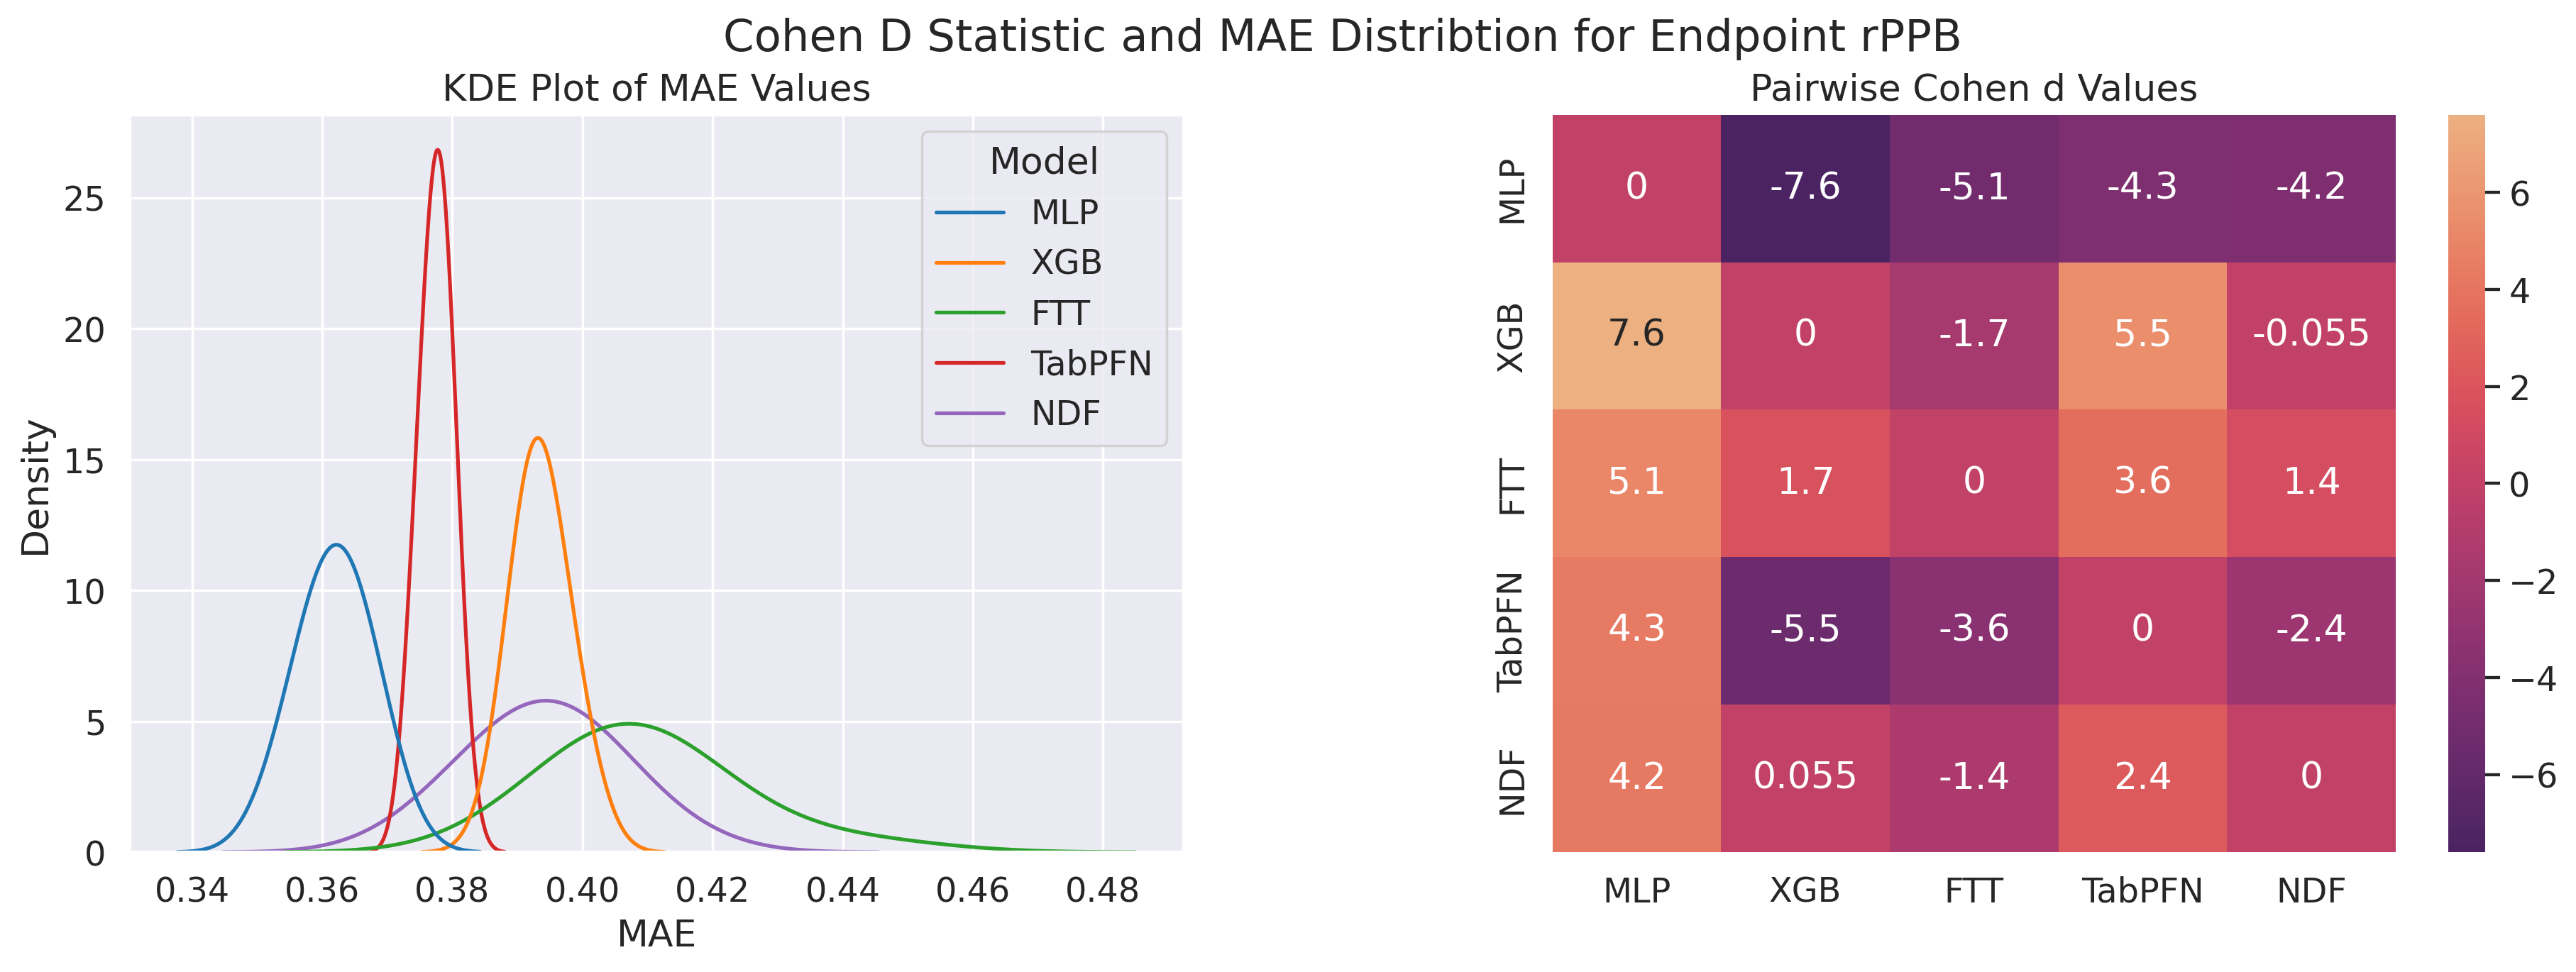 Cohen D Statistic and MAE Distribtion for Endpoint rPPB
KDE Plot of MAE Values
Density
25
20
15
10
5
0
0.34 0.36 0.38 0.40 0.42 0.44 0.46 0.48
MAE
Model
MLP
XGB
FTT
TabPFN
NDF
Pairwise Cohen d Values
MLP 0 -7.6 -5.1 -4.3 -4.2
XGB 7.6 0 -1.7 5.5 -0.055
FTT 5.1 1.7 0 3.6 1.4
TabPFN 4.3 -5.5 -3.6 0 -2.4
NDF 4.2 0.055 -1.4 2.4 0
MLP XGB FTT TabPFN NDF
6
4
2
0
−2
−4
−6